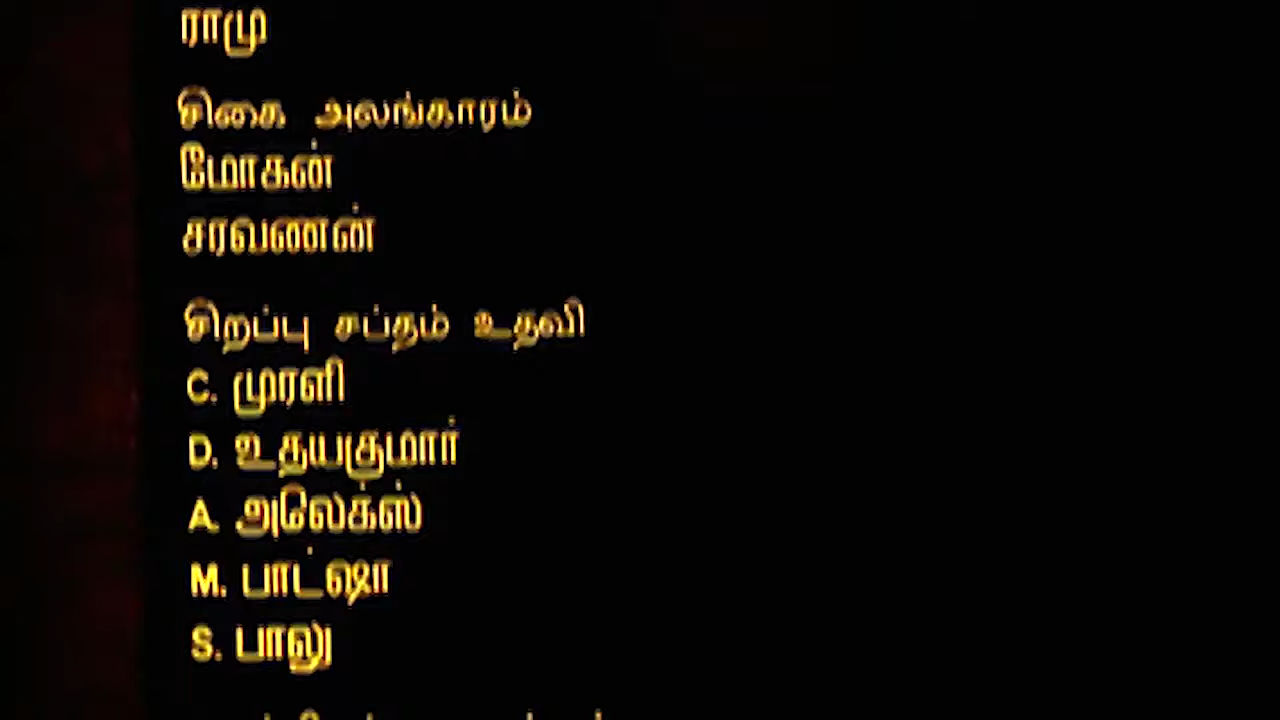 ராமு
சிகை அலங்காரம்
மோகன்
சரவணன்
சிறப்பு சப்தம் உதவி
C. முரளி
D. உதயகுமார்
A. அலெக்ஸ்
M. பாட்ஷா
S. பாலு